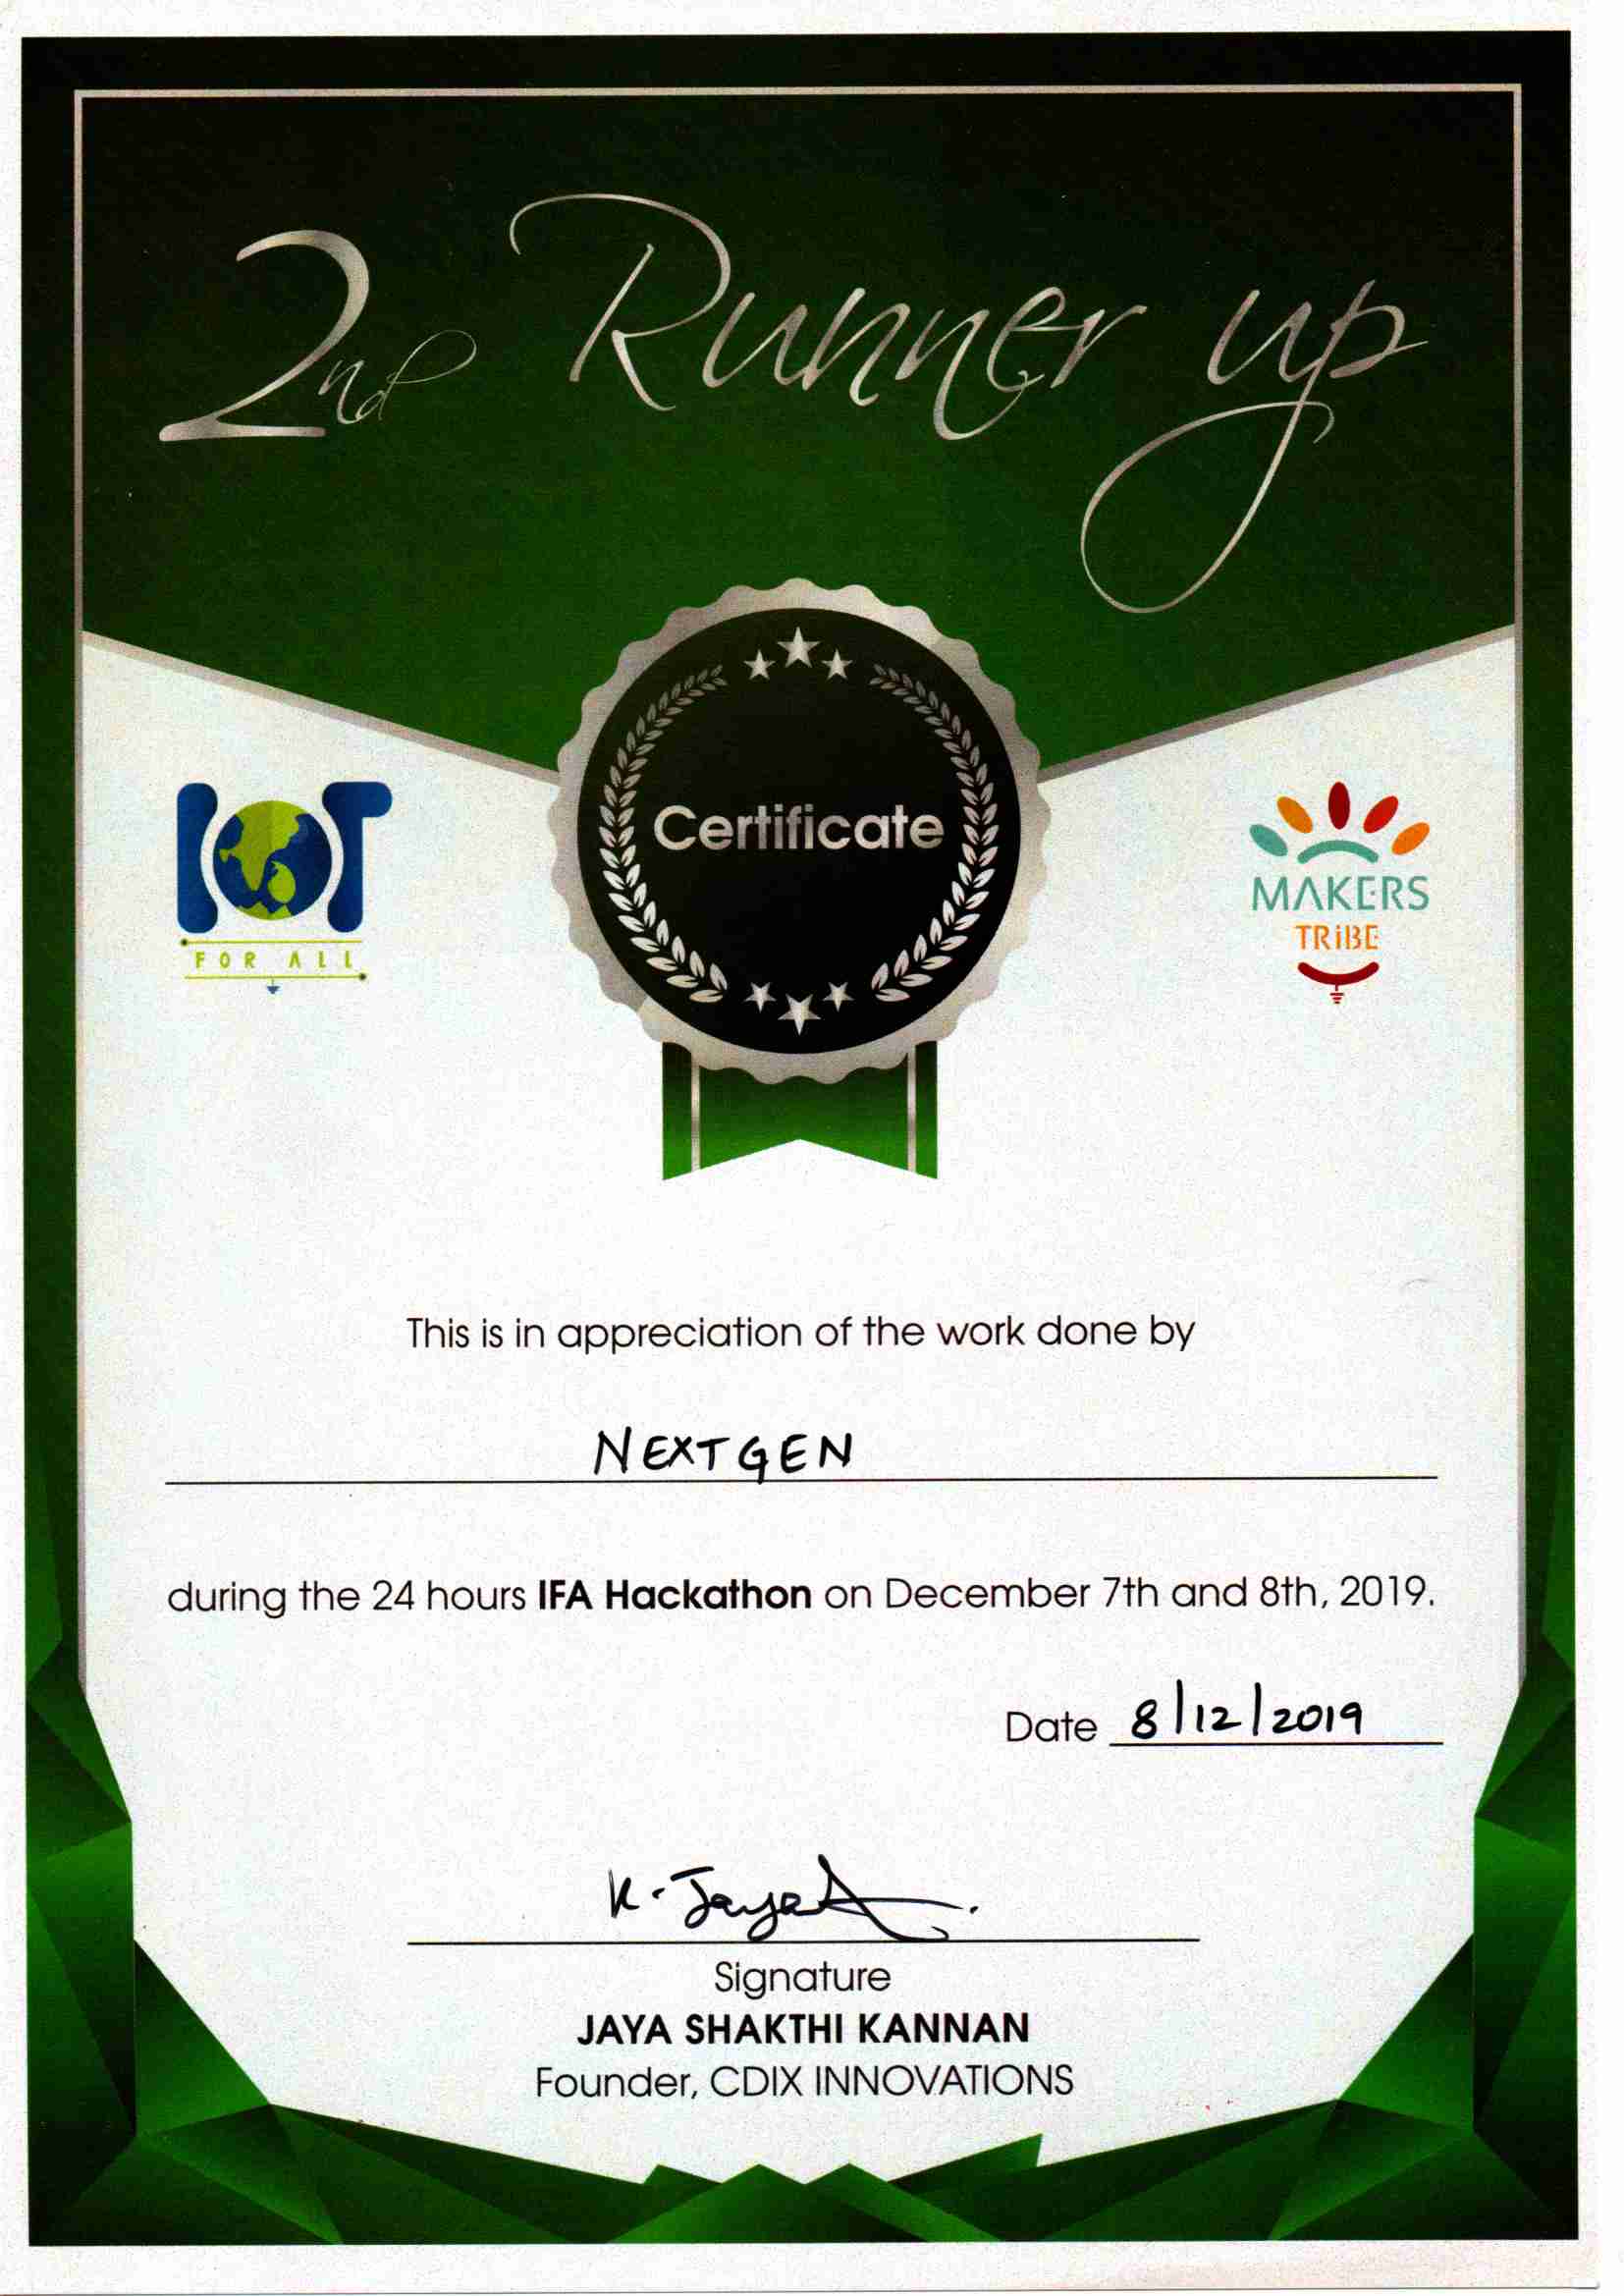 2nd Runner up
Certificate
IOT
FOR ALL
MAKERS
TRiBE
This is in appreciation of the work done by
NEXTGEN
during the 24 hours IFA Hackathon on December 7th and 8th, 2019.
Date 8/12/2019
K. Jaya
Signature
JAYA SHAKTHI KANNAN
Founder, CDIX INNOVATIONS